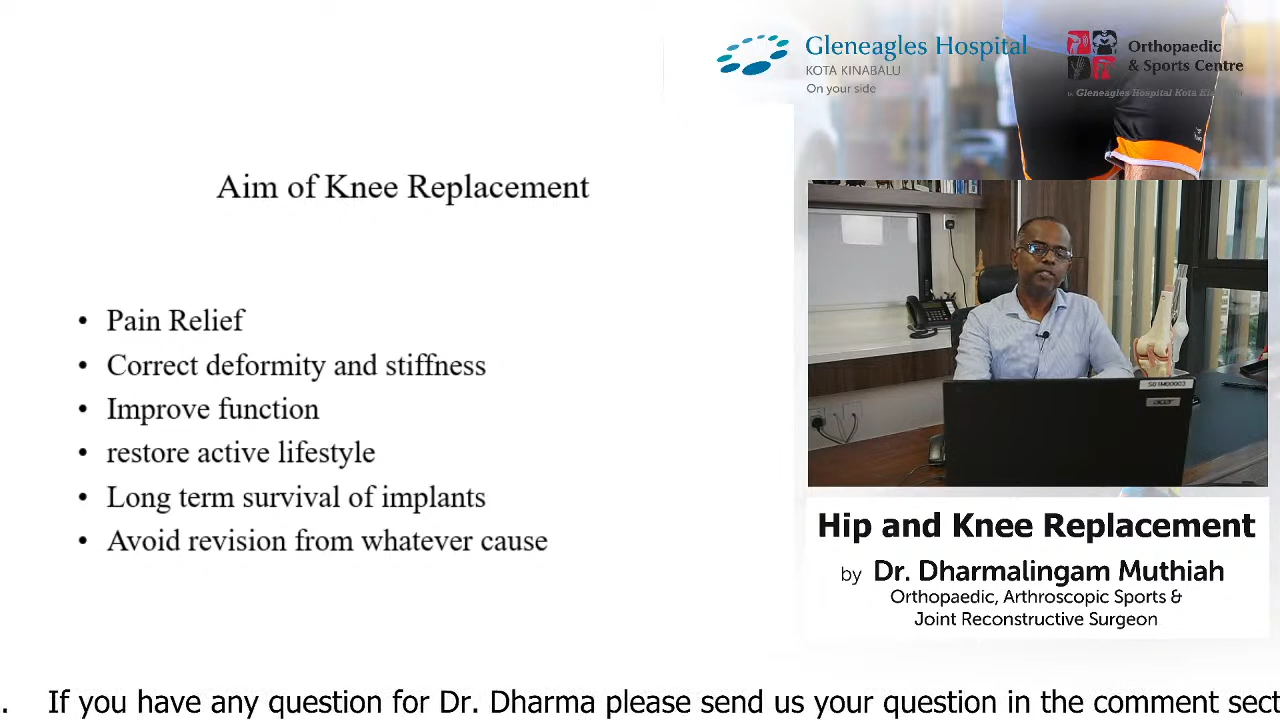 Gleneagles Hospital
KOTA KINABALU
On your side
Orthopaedic
& Sports Centre
Gleneagles Hospital Kota
Aim of Knee Replacement
• Pain Relief
• Correct deformity and stiffness
• Improve function
• restore active lifestyle
• Long term survival of implants
• Avoid revision from whatever cause
acer
Hip and Knee Replacement
by Dr. Dharmalingam Muthiah
Orthopaedic, Arthroscopic Sports &
Joint Reconstructive Surgeon
. If you have any question for Dr. Dharma please send us your question in the comment sect